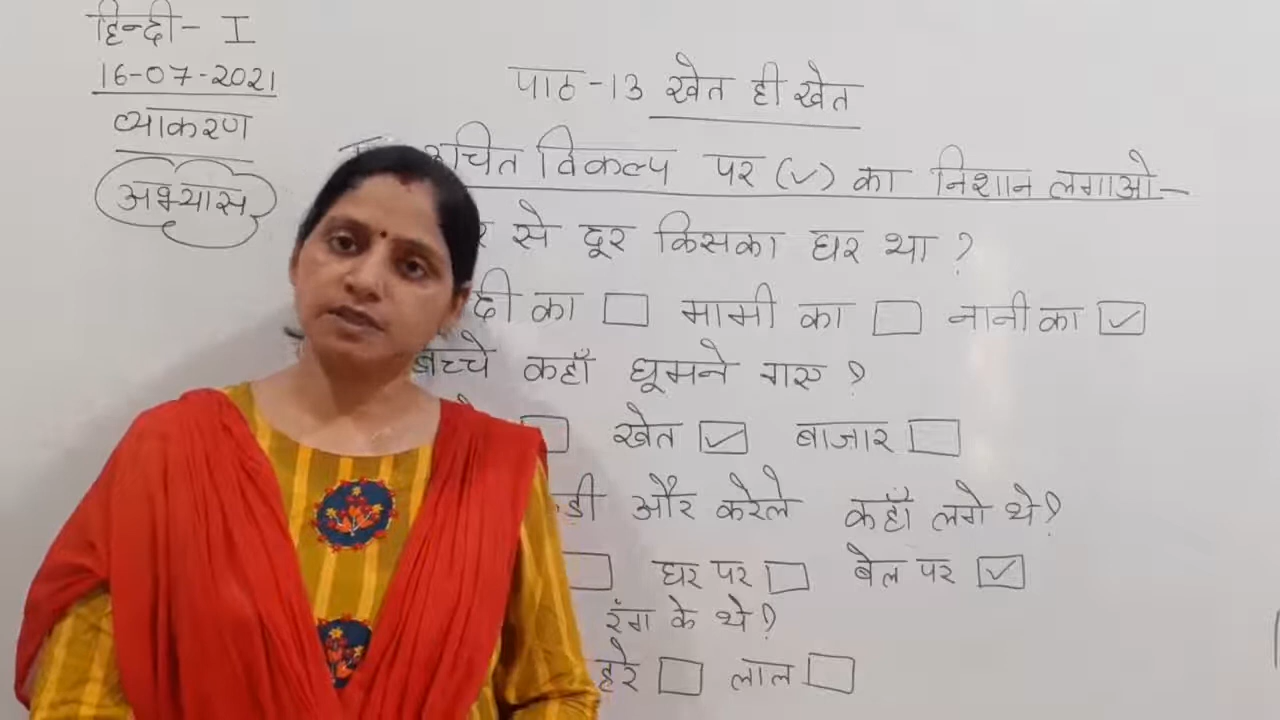 हिन्दी- I
16-07-2021
व्याकरण
अभ्यास
पाठ-13 खेत ही खेत
उचित विकल्प पर (✓) का निशान लगाओ-
से दूर किसका घर था?
का □ मामी का □ नानी का ☑
बच्चे कहाँ घूमने गए?
□ खेत ☑ बाज़ार □
और करेले कहाँ लगे थे?
□ घर पर □ बेल पर ☑
रंग के थे?
हरे □ लाल □